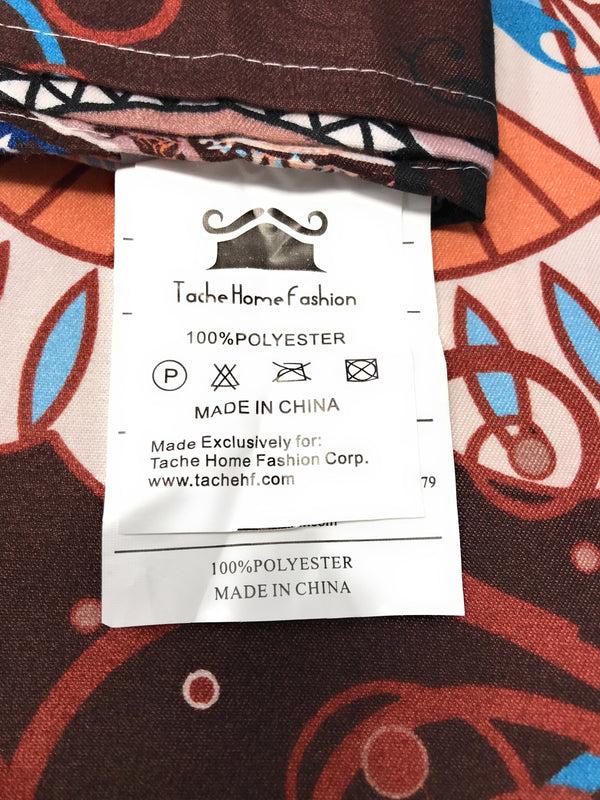 Tache Home Fashion
100%POLYESTER
P
MADE IN CHINA
Made Exclusively for:
Tache Home Fashion Corp.
www.tachehf.com
79
100%POLYESTER
MADE IN CHINA